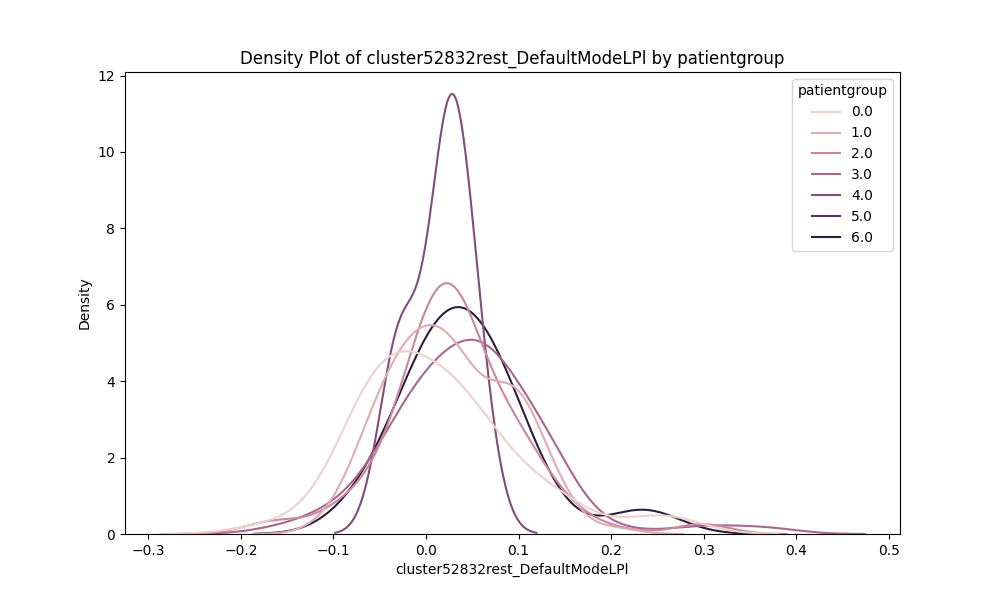 Density Plot of cluster52832rest_DefaultModeLPl by patientgroup
12
10
8
6
4
2
0
Density
patientgroup
0.0
1.0
2.0
3.0
4.0
5.0
6.0
−0.3 −0.2 −0.1 0.0 0.1 0.2 0.3 0.4 0.5
cluster52832rest_DefaultModeLPl